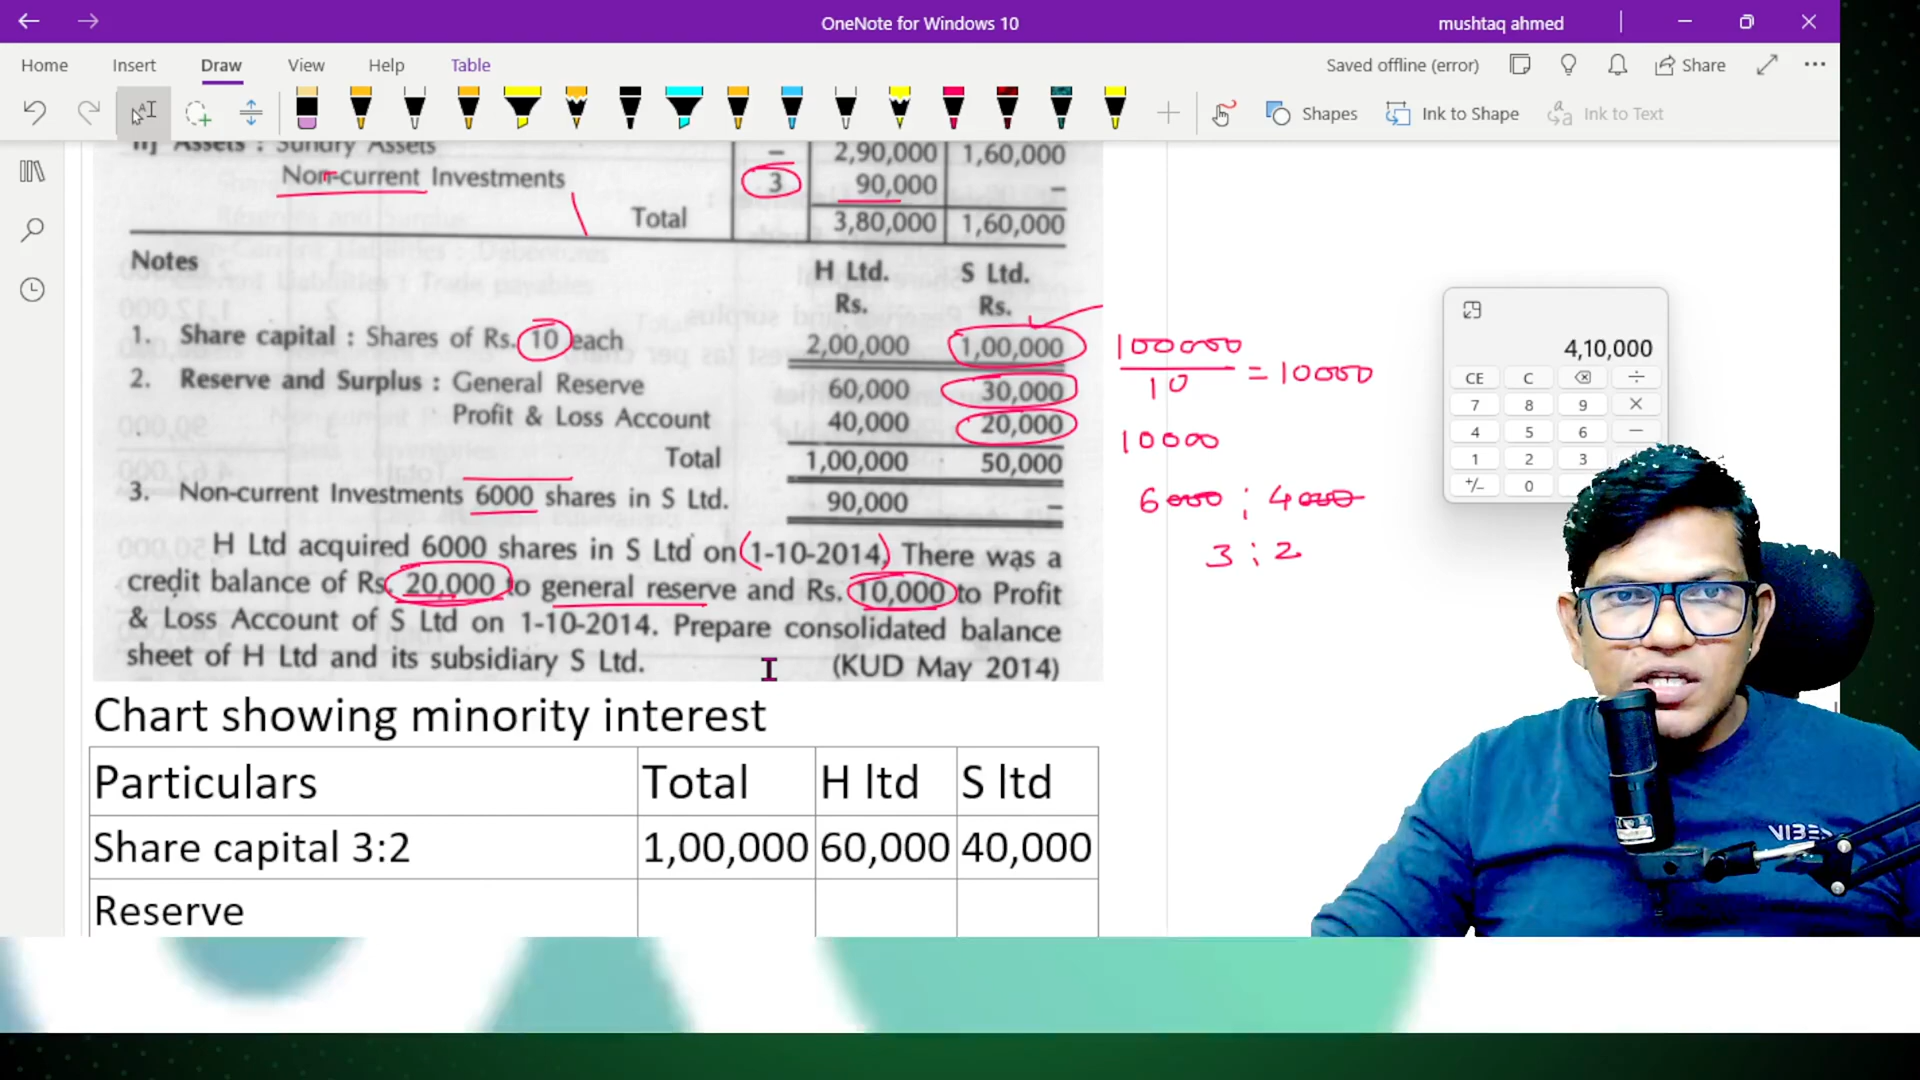 OneNote for Windows 10
mushtaq ahmed
Home Insert Draw View Help Table
Saved offline (error) Share
Shapes Ink to Shape Ink to Text
II] Assets : Sundry Assets – 2,90,000 1,60,000
Non-current Investments 3 90,000 –
Total 3,80,000 1,60,000
Notes H Ltd. S Ltd.
Rs. Rs.
1. Share capital : Shares of Rs. 10 each 2,00,000 1,00,000
2. Reserve and Surplus : General Reserve 60,000 30,000
Profit & Loss Account 40,000 20,000
Total 1,00,000 50,000
3. Non-current Investments 6000 shares in S Ltd. 90,000 –
H Ltd acquired 6000 shares in S Ltd on 1-10-2014. There was a
credit balance of Rs. 20,000 to general reserve and Rs. 10,000 to Profit
& Loss Account of S Ltd on 1-10-2014. Prepare consolidated balance
sheet of H Ltd and its subsidiary S Ltd. (KUD May 2014)
100000
10 = 10000
10000
6000 : 4000
3 : 2
4,10,000
CE C ÷
7 8 9 ×
4 5 6 −
1 2 3
+/− 0
Chart showing minority interest
Particulars Total H ltd S ltd
Share capital 3:2 1,00,000 60,000 40,000
Reserve
VIBES